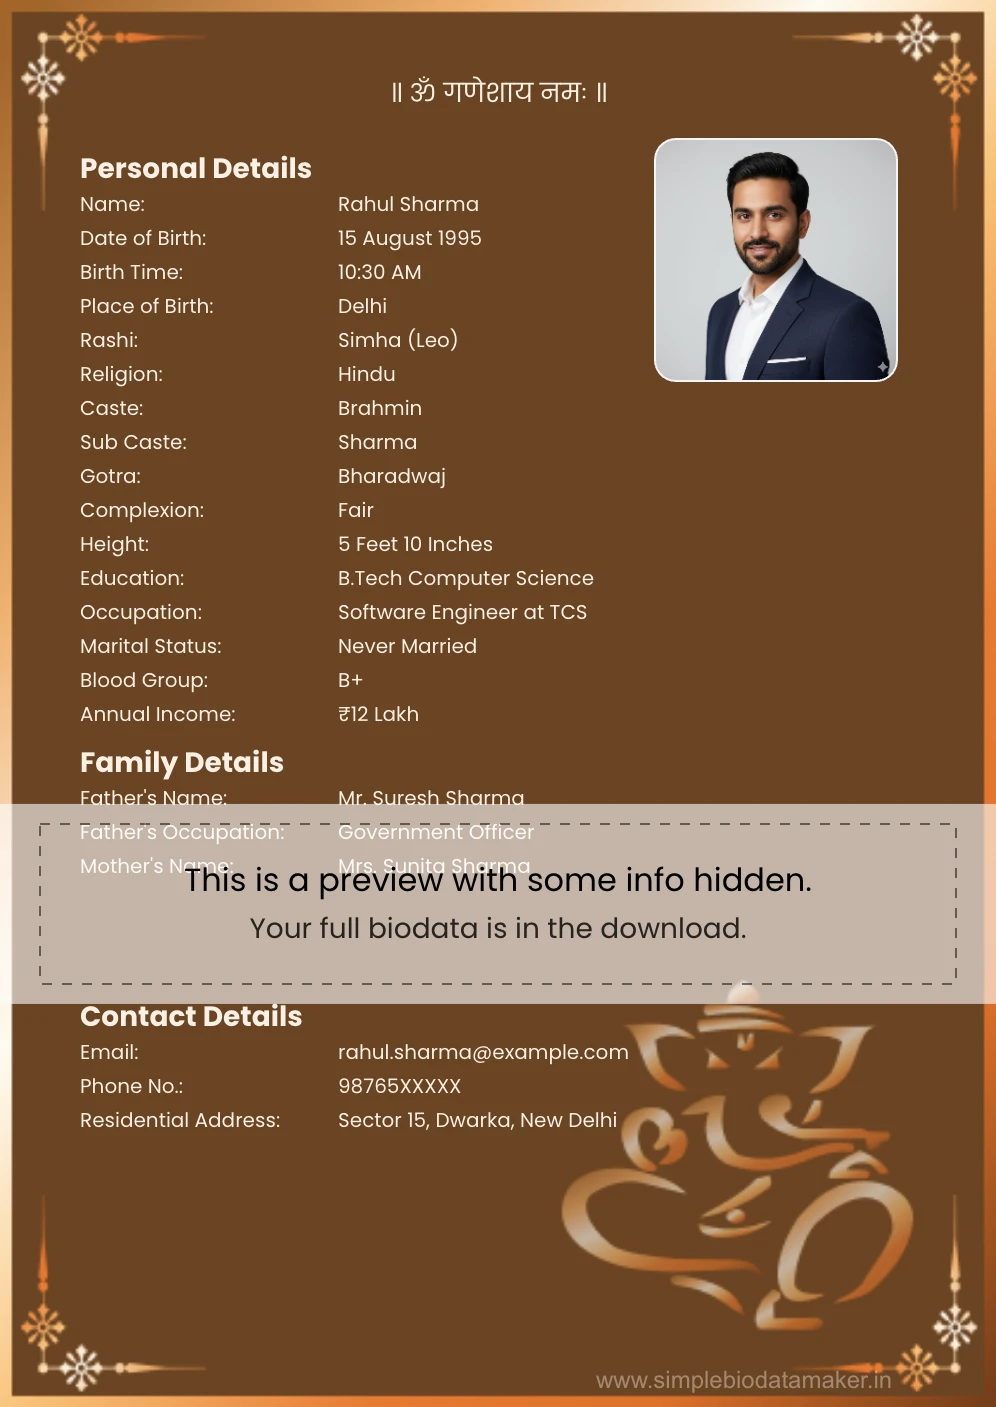 ॥ ॐ गणेशाय नमः ॥
Personal Details
Name: Rahul Sharma
Date of Birth: 15 August 1995
Birth Time: 10:30 AM
Place of Birth: Delhi
Rashi: Simha (Leo)
Religion: Hindu
Caste: Brahmin
Sub Caste: Sharma
Gotra: Bharadwaj
Complexion: Fair
Height: 5 Feet 10 Inches
Education: B.Tech Computer Science
Occupation: Software Engineer at TCS
Marital Status: Never Married
Blood Group: B+
Annual Income: ₹12 Lakh
Family Details
Father's Name: Mr. Suresh Sharma
Father's Occupation: Government Officer
Mother's Name: Mrs. Sunita Sharma
This is a preview with some info hidden.
Your full biodata is in the download.
Contact Details
Email: rahul.sharma@example.com
Phone No.: 98765XXXXX
Residential Address: Sector 15, Dwarka, New Delhi
www.simplebiodatamaker.in